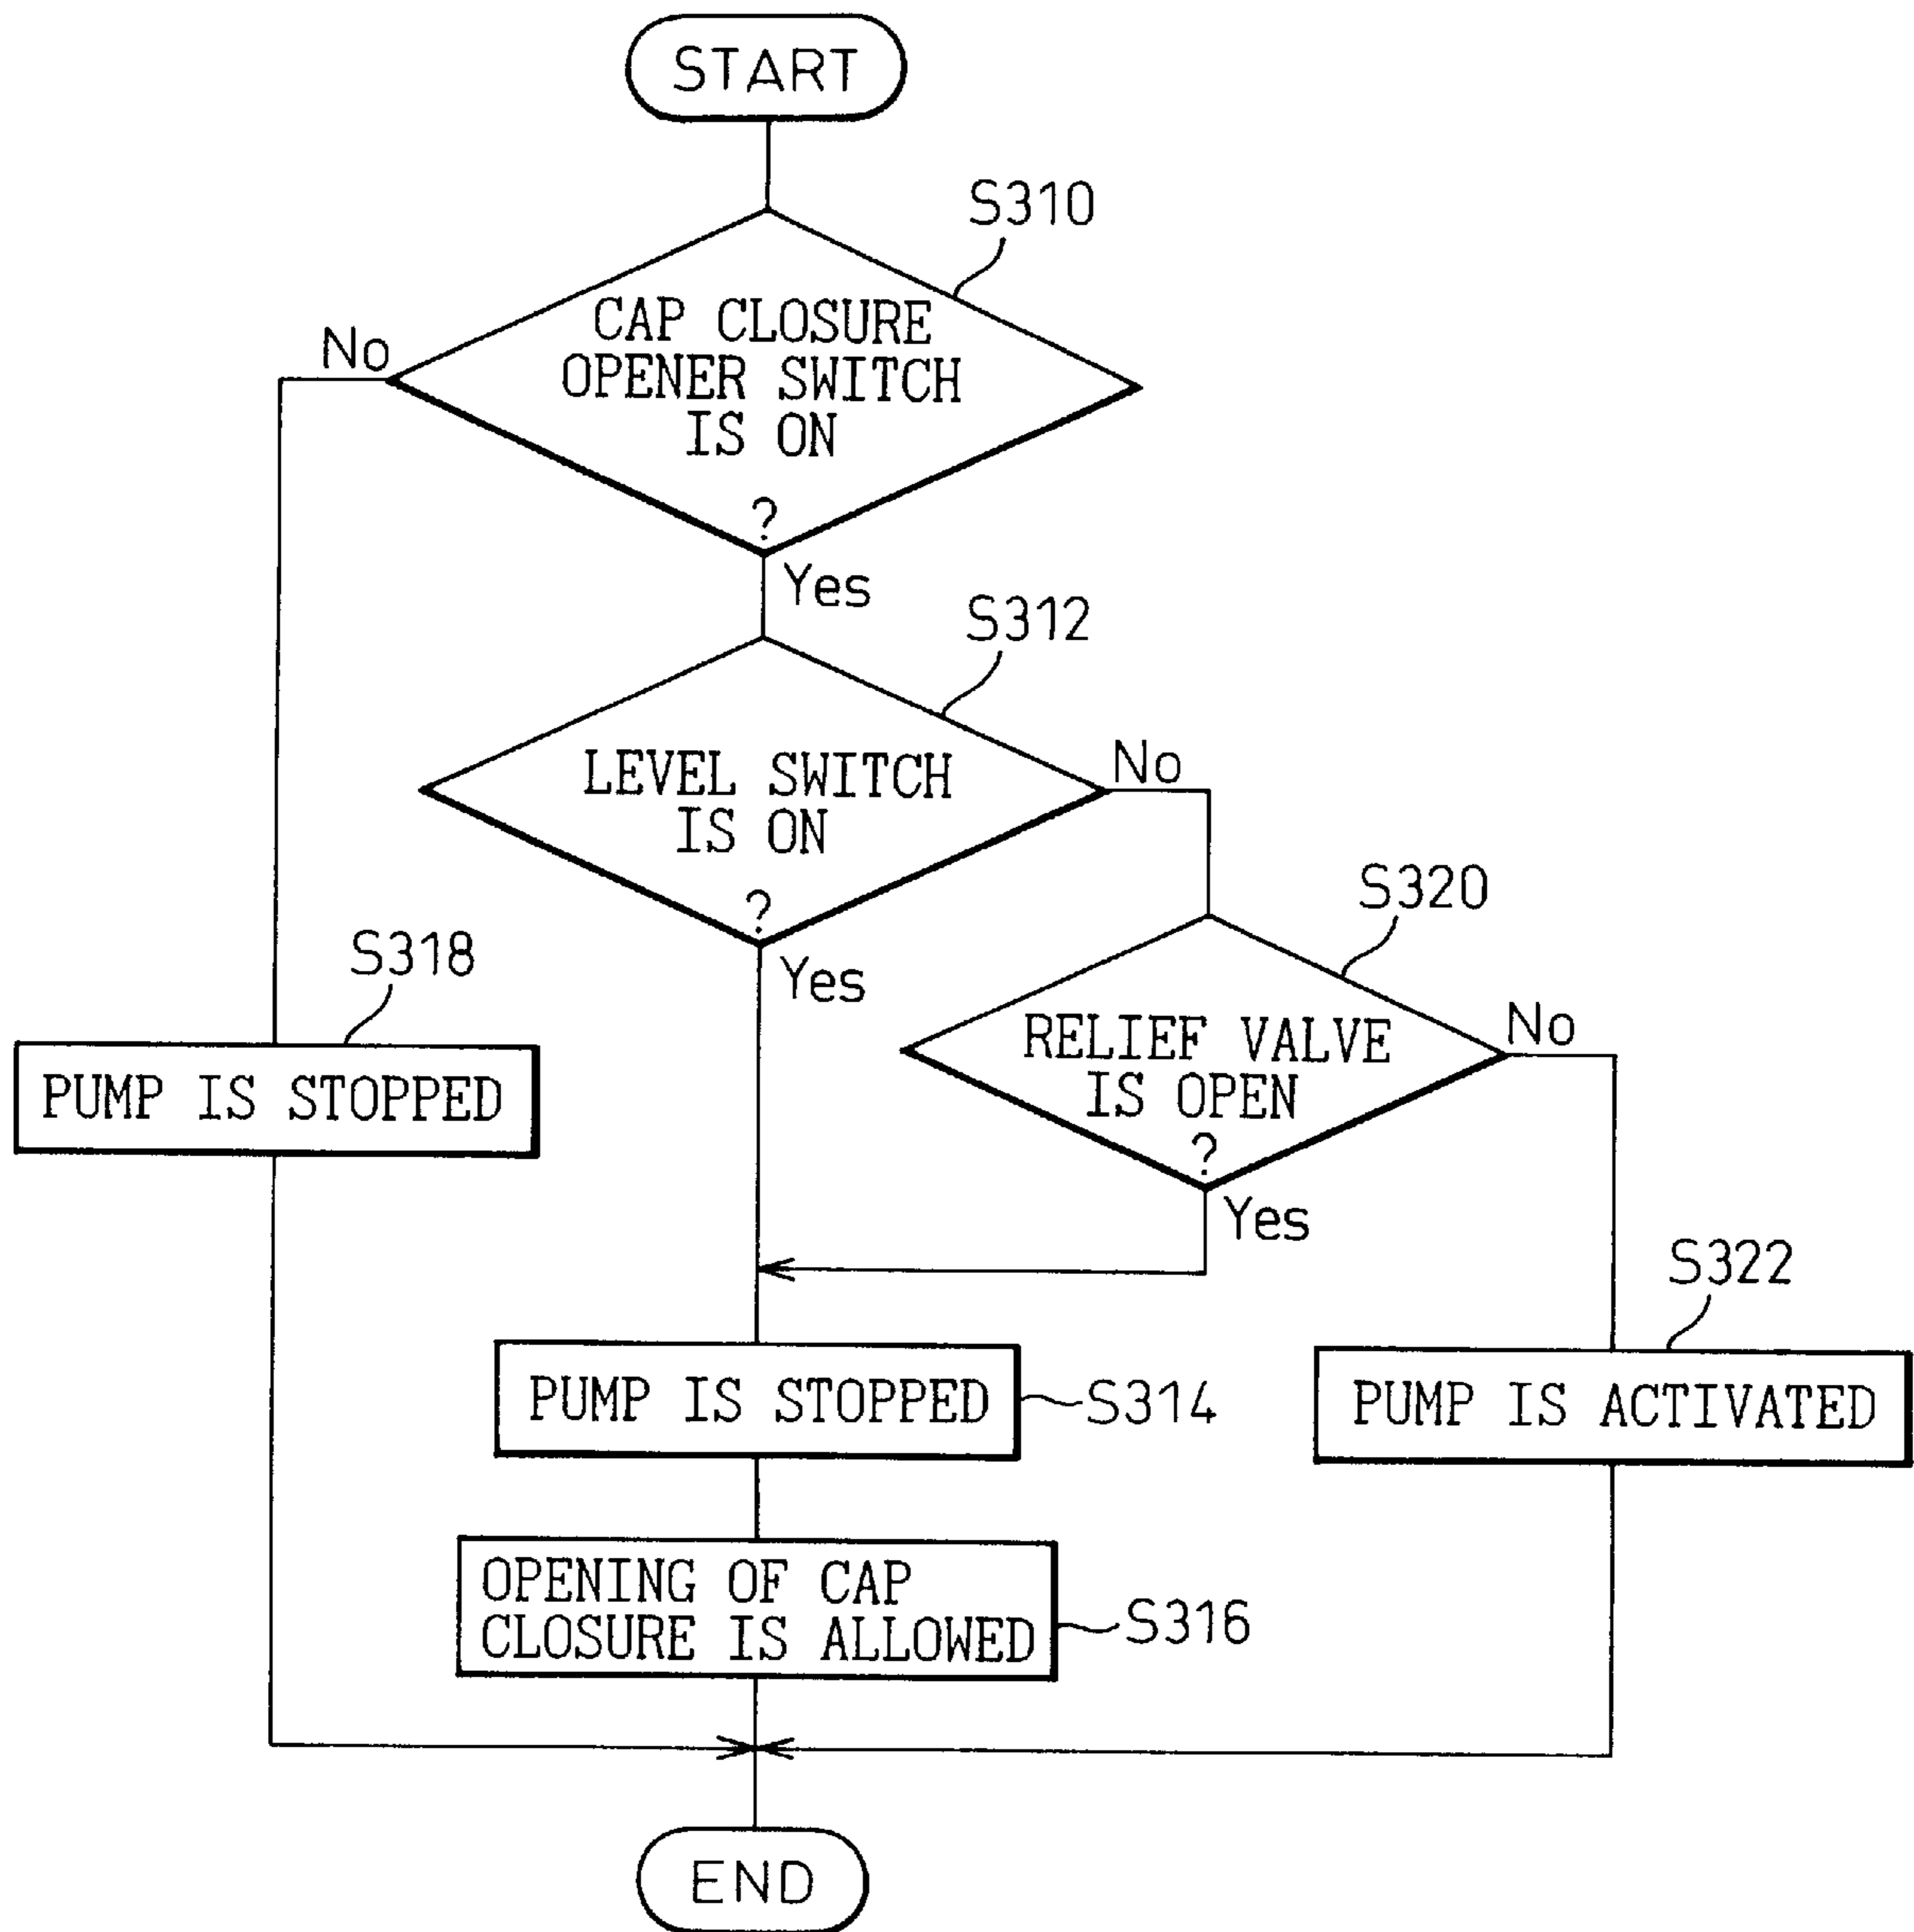 START
S310
CAP CLOSURE
OPENER SWITCH
IS ON
?
No
Yes
S312
LEVEL SWITCH
IS ON
?
No
Yes
S320
RELIEF VALVE
IS OPEN
?
No
Yes
S318
PUMP IS STOPPED
S322
PUMP IS STOPPED
S314
PUMP IS ACTIVATED
OPENING OF CAP
CLOSURE IS ALLOWED
S316
END